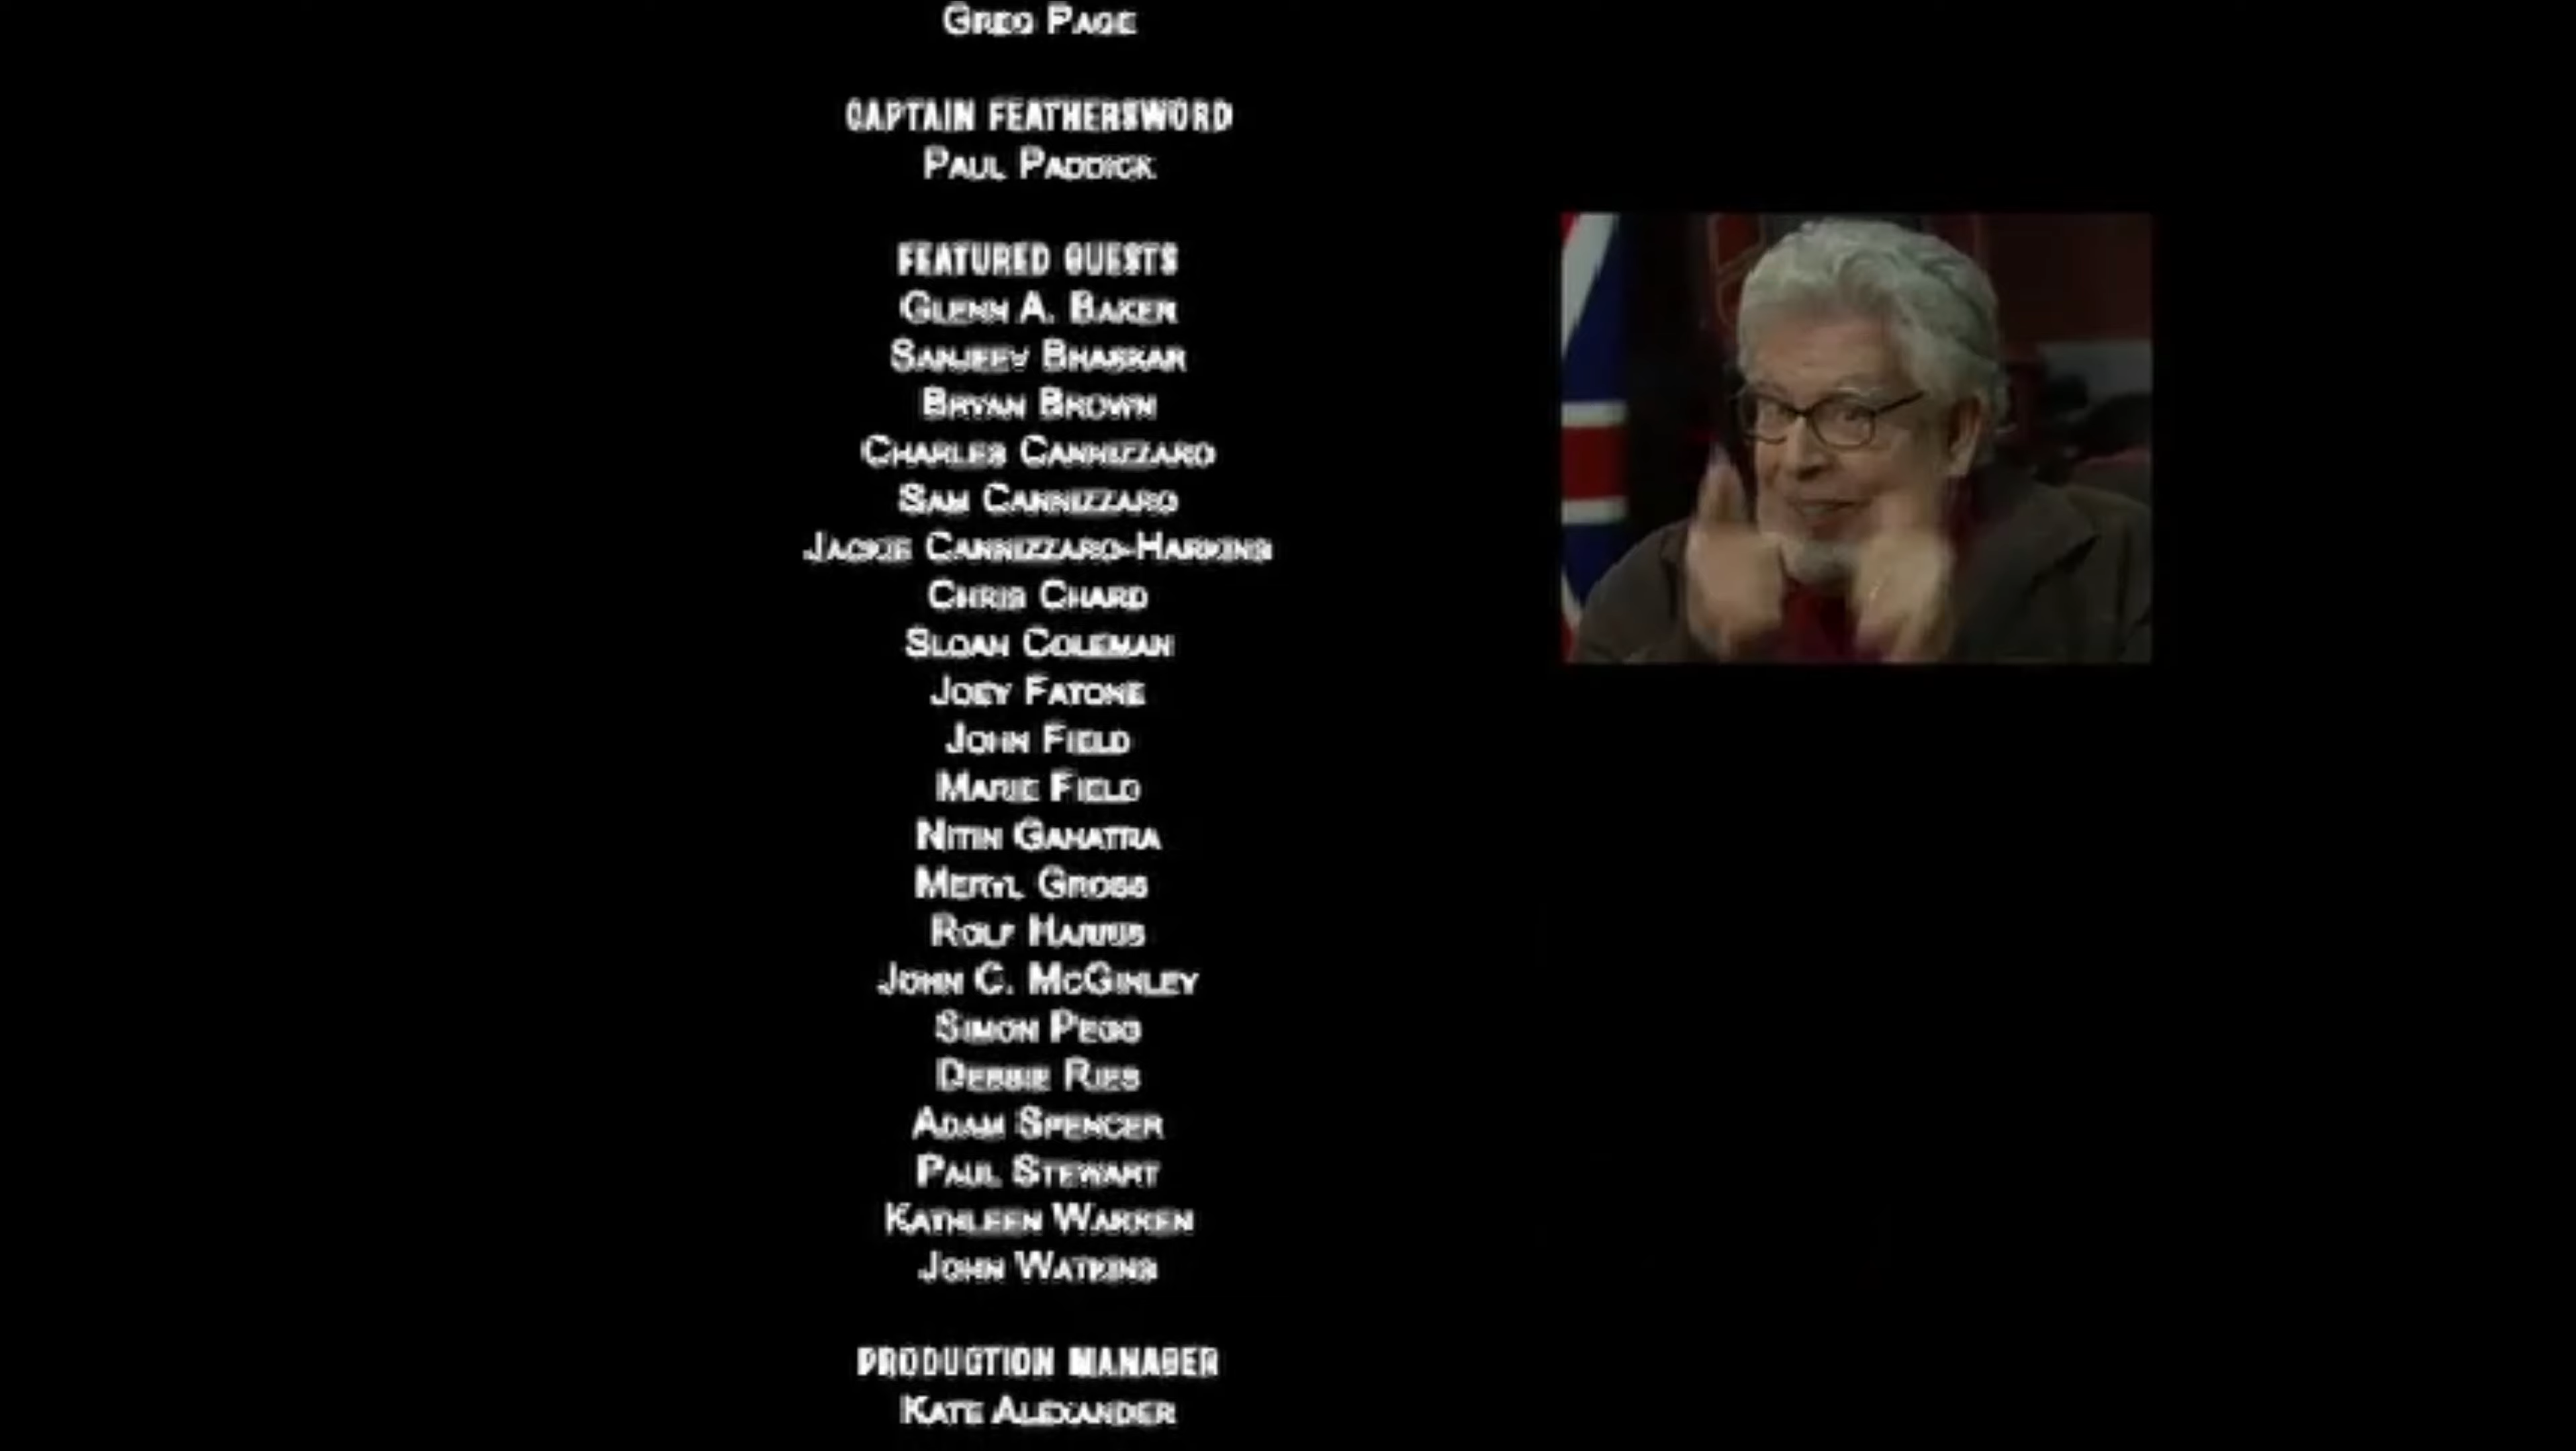 GREG PAGE
CAPTAIN FEATHERSWORD
PAUL PADDICK
FEATURED GUESTS
GLENN A. BAKER
SANJEEV BHASKAR
BRYAN BROWN
CHARLES CANNIZZARO
SAM CANNIZZARO
JACKIE CANNIZZARO-HARKINS
CHRIS CHARD
SLOAN COLEMAN
JOEY FATONE
JOHN FIELD
MARIE FIELD
NITIN GAHATRA
MERYL GROSS
ROLF HARRIS
JOHN C. MCGINLEY
SIMON PEGG
DEBBIE RIES
ADAM SPENCER
PAUL STEWART
KATHLEEN WARREN
JOHN WATKINS
PRODUCTION MANAGER
KATE ALEXANDER